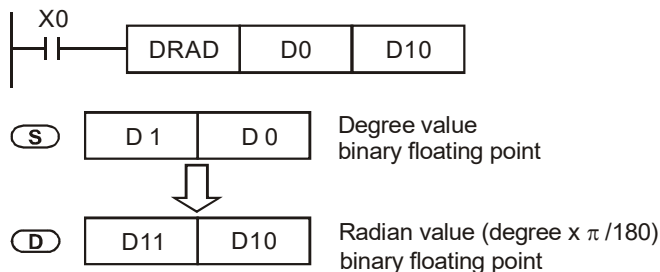 X0
DRAD D0 D10
S D 1 D 0 Degree value
binary floating point
D D11 D10 Radian value (degree x π /180)
binary floating point